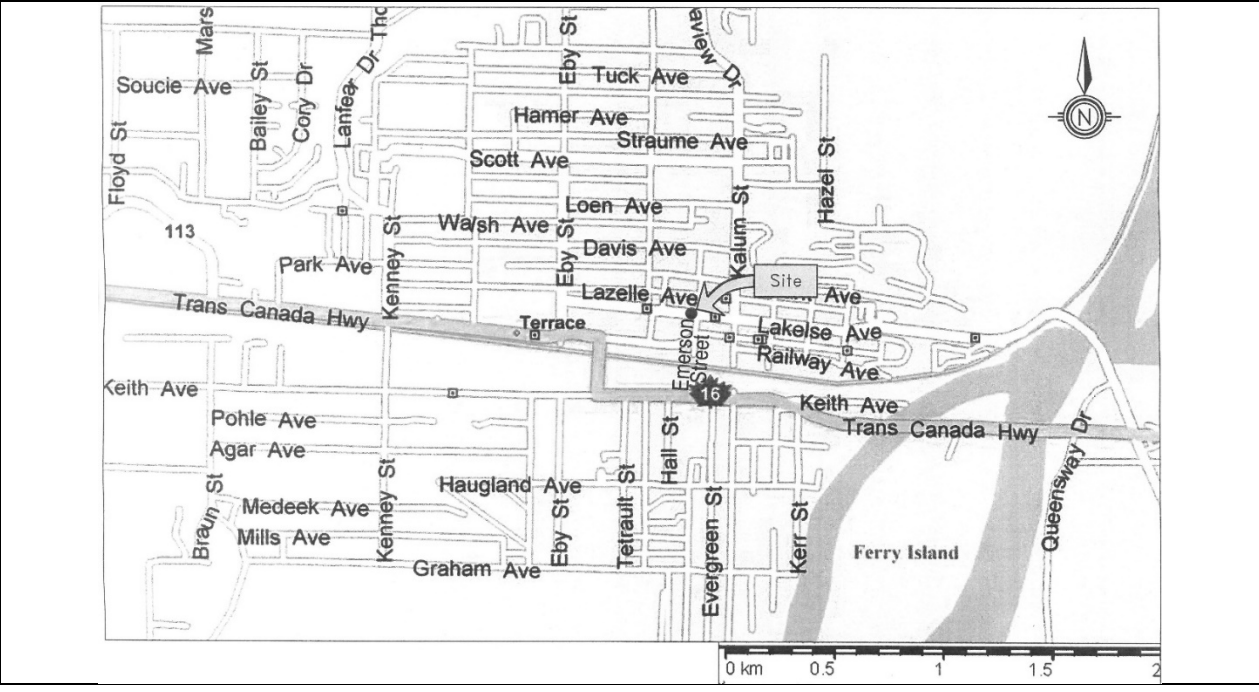 Mars
Eby St
Tho
aview Dr
Tuck Ave
Soucie Ave
Bailey St
Cory Dr
Lanfear Dr
N
Hamer Ave
Straume Ave
Scott Ave
Floyd St
Hazel St
Loen Ave
Kalum St
Walsh Ave
113
Kenney St
Eby St
Davis Ave
Park Ave
Site
Lazelle Ave
Ave
Trans Canada Hwy
Terrace
Lakelse Ave
Emerson
Street
Railway Ave
Keith Ave
16
Keith Ave
Pohle Ave
Trans Canada Hwy
Agar Ave
Hall St
Queensway Dr
Haugland Ave
Tetrault St
Braun St
Medeek Ave
Kenney St
Eby St
Evergreen St
Kerr St
Mills Ave
Ferry Island
Graham Ave
0 km 0.5 1 1.5 2